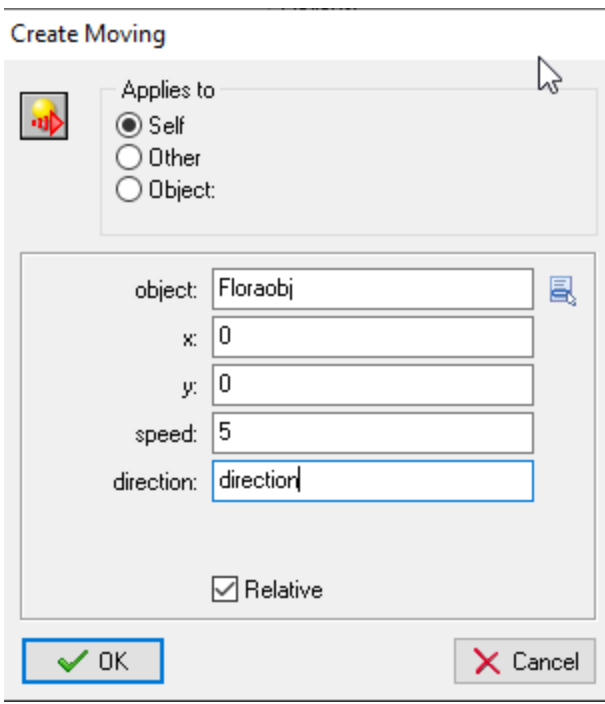 Create Moving
Applies to
Self
Other
Object:
object: Floraobj
x: 0
y: 0
speed: 5
direction: direction
Relative
OK Cancel